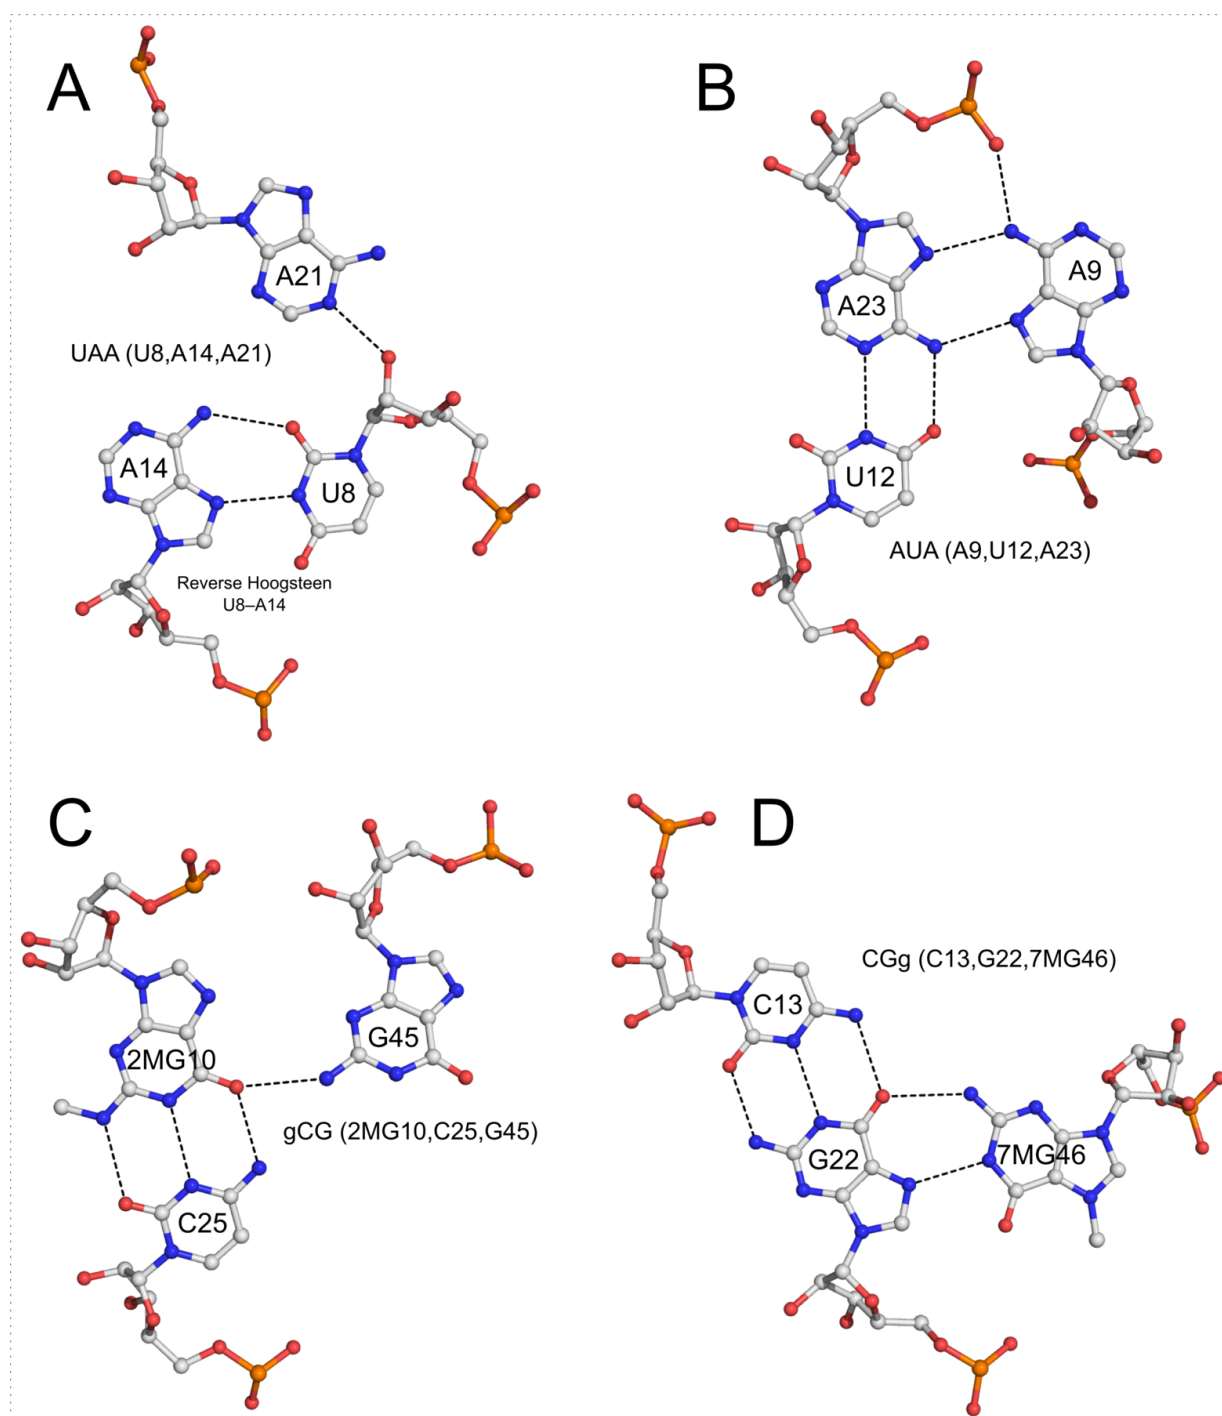 A
A21
UAA (U8,A14,A21)
A14
U8
Reverse Hoogsteen
U8–A14
B
A23
A9
U12
AUA (A9,U12,A23)
C
2MG10
G45
gCG (2MG10,C25,G45)
C25
D
CGg (C13,G22,7MG46)
C13
G22
7MG46